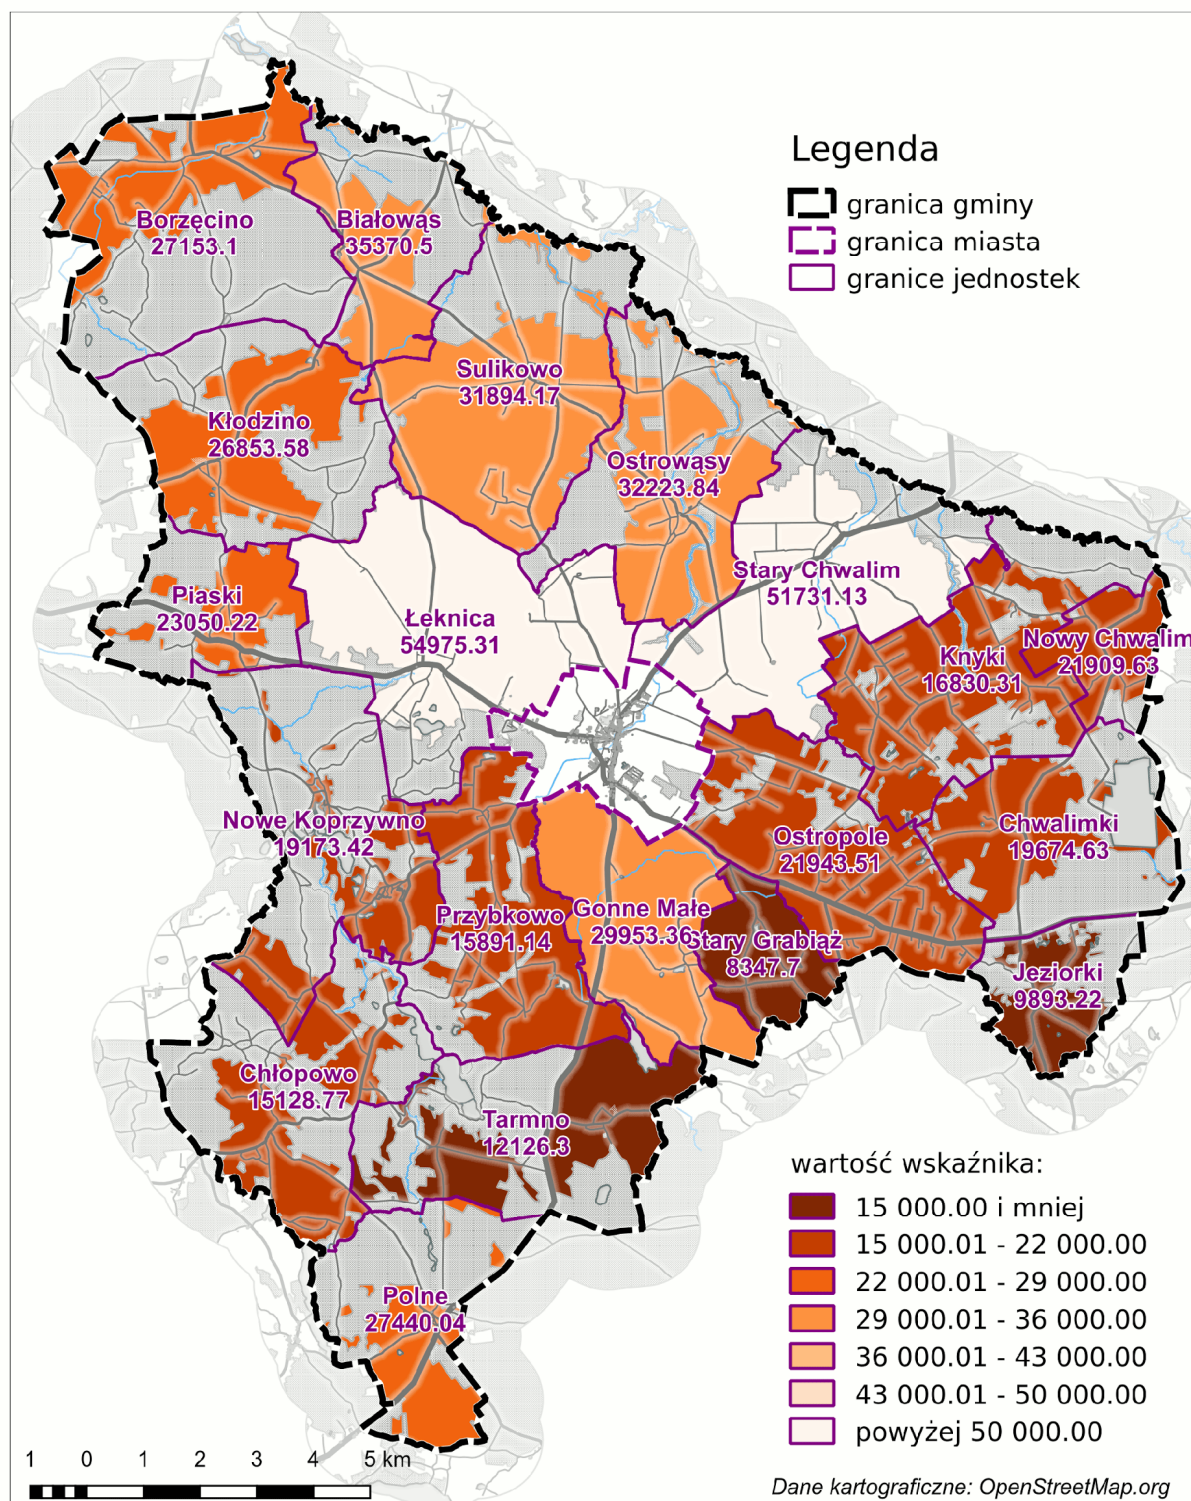 Legenda
granica gminy
granica miasta
granice jednostek
Borzęcino
27153.1
Białowąs
35370.5
Sulikowo
31894.17
Kłodzino
26853.58
Ostrowąsy
32223.84
Stary Chwalim
51731.13
Piaski
23050.22
Łeknica
54975.31
Knyki
16830.31
Nowy Chwalim
21909.63
Nowe Koprzywno
19173.42
Ostropole
21943.51
Chwalimki
19674.63
Przybkowo
15891.14
Gonne Małe
29953.36
Stary Grabiąż
8347.7
Jeziorki
9893.22
Chłopowo
15128.77
Tarmno
12126.3
Polne
27440.04
wartość wskaźnika:
15 000.00 i mniej
15 000.01 - 22 000.00
22 000.01 - 29 000.00
29 000.01 - 36 000.00
36 000.01 - 43 000.00
43 000.01 - 50 000.00
powyżej 50 000.00
1 0 1 2 3 4 5 km
Dane kartograficzne: OpenStreetMap.org